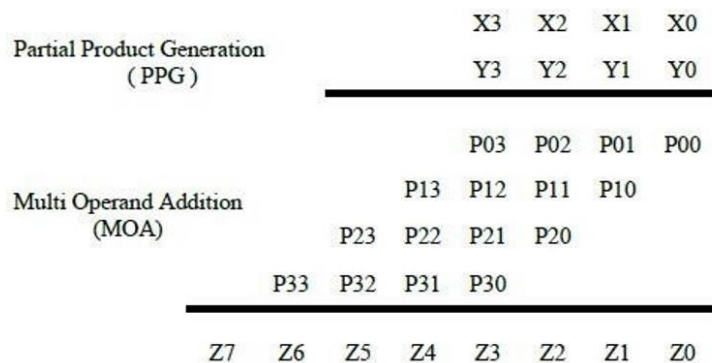 X3 X2 X1 X0
Partial Product Generation
( PPG )
Y3 Y2 Y1 Y0
P03 P02 P01 P00
P13 P12 P11 P10
Multi Operand Addition
(MOA)
P23 P22 P21 P20
P33 P32 P31 P30
Z7 Z6 Z5 Z4 Z3 Z2 Z1 Z0